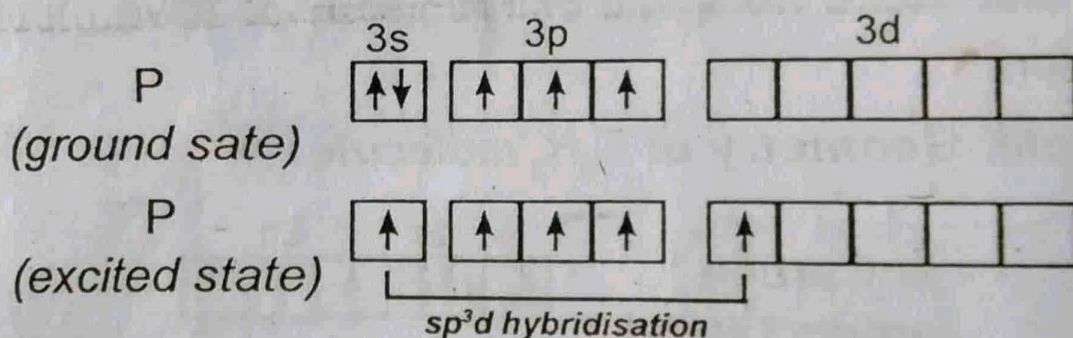 3s 3p 3d
P
(ground sate)
P
(excited state)
sp³d hybridisation